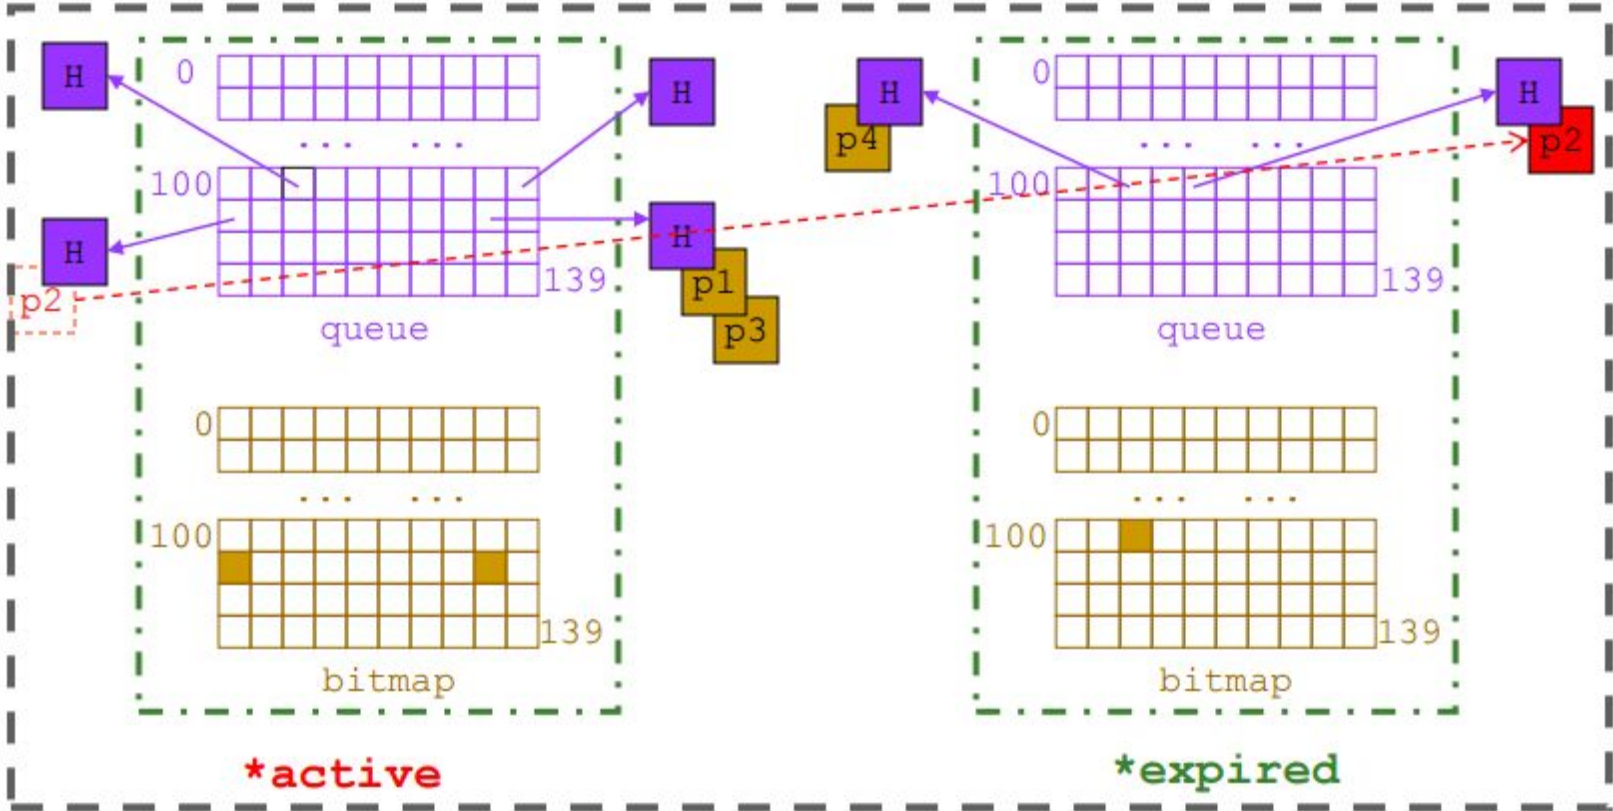 H
0
H
H
p4
0
H
p2
... ...
... ...
100
100
H
H
p2
139
p1
139
p3
queue
queue
0
0
... ...
... ...
100
100
139
139
bitmap
bitmap
*active
*expired